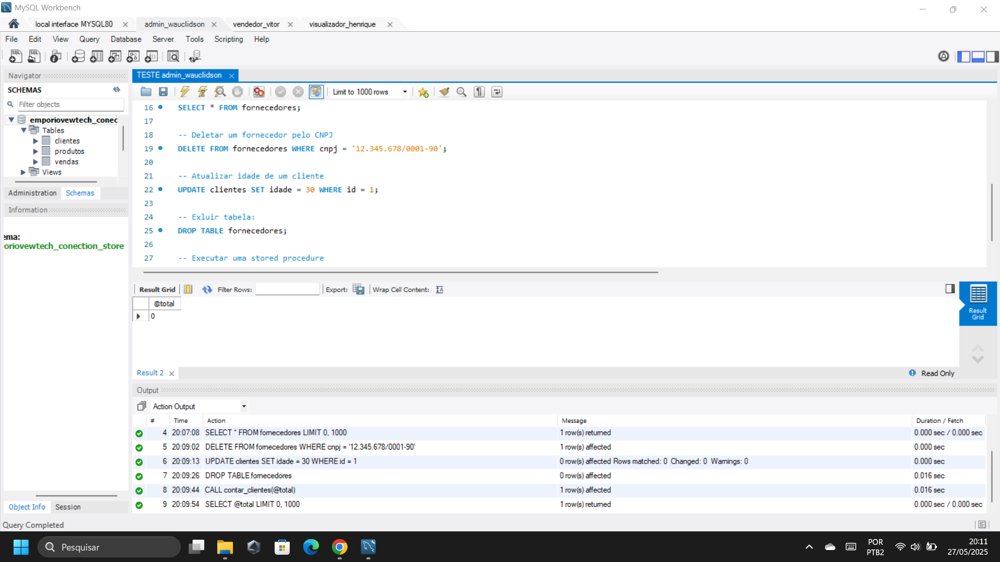 MySQL Workbench
local interface MYSQL80
admin_wauclidson
vendedor_vitor
visualizador_henrique
File Edit View Query Database Server Tools Scripting Help
Navigator
SCHEMAS
Filter objects
emporiovewtech_conec
Tables
clientes
produtos
vendas
Views
Administration Schemas
Information
ema:
oriovewtech_conection_store
Object Info Session
TESTE admin_wauclidson
Limit to 1000 rows
16 SELECT * FROM fornecedores;
17
18 -- Deletar um fornecedor pelo CNPJ
19 DELETE FROM fornecedores WHERE cnpj = '12.345.678/0001-90';
20
21 -- Atualizar idade de um cliente
22 UPDATE clientes SET idade = 30 WHERE id = 1;
23
24 -- Exluir tabela:
25 DROP TABLE fornecedores;
26
27 -- Executar uma stored procedure
Result Grid Filter Rows: Export: Wrap Cell Content:
@total
0
Result
Grid
Result 2
Read Only
Output
Action Output
# Time Action Message Duration / Fetch
4 20:07:08 SELECT * FROM fornecedores LIMIT 0, 1000 1 row(s) returned 0.000 sec / 0.000 sec
5 20:09:02 DELETE FROM fornecedores WHERE cnpj = '12.345.678/0001-90' 1 row(s) affected 0.000 sec
6 20:09:13 UPDATE clientes SET idade = 30 WHERE id = 1 0 row(s) affected Rows matched: 0 Changed: 0 Warnings: 0 0.000 sec
7 20:09:26 DROP TABLE fornecedores 0 row(s) affected 0.016 sec
8 20:09:44 CALL contar_clientes(@total) 1 row(s) affected 0.016 sec
9 20:09:54 SELECT @total LIMIT 0, 1000 1 row(s) returned 0.000 sec / 0.000 sec
Query Completed
Pesquisar
POR
PTB2
20:11
27/05/2025